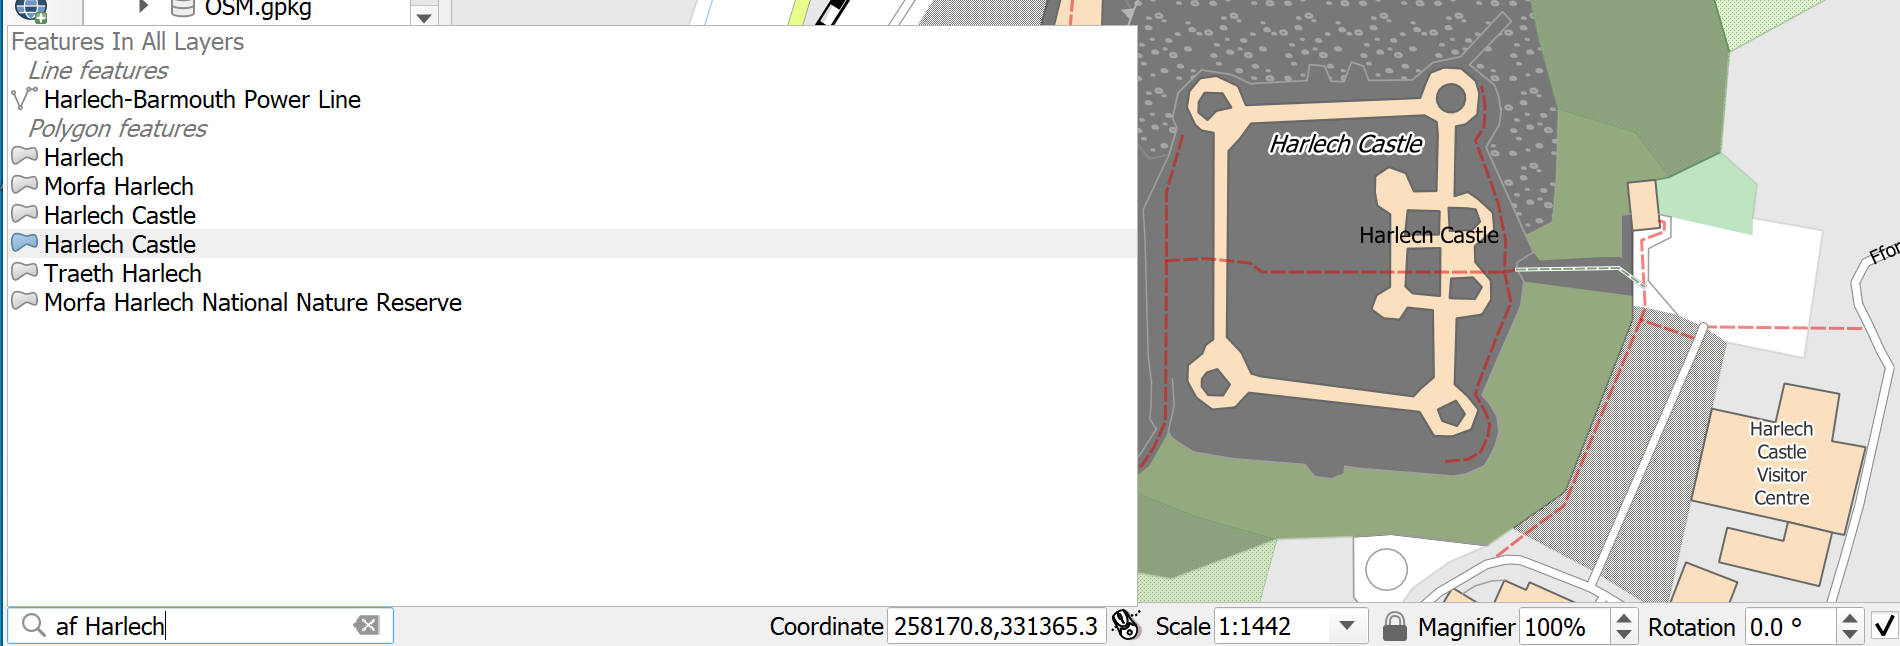 OSM.gpkg
Features In All Layers
Line features
Harlech-Barmouth Power Line
Polygon features
Harlech
Morfa Harlech
Harlech Castle
Harlech Castle
Traeth Harlech
Morfa Harlech National Nature Reserve
Harlech Castle
Harlech Castle
Ffor
Harlech
Castle
Visitor
Centre
af Harlech
Coordinate 258170.8,331365.3 Scale 1:1442 Magnifier 100% Rotation 0.0 °